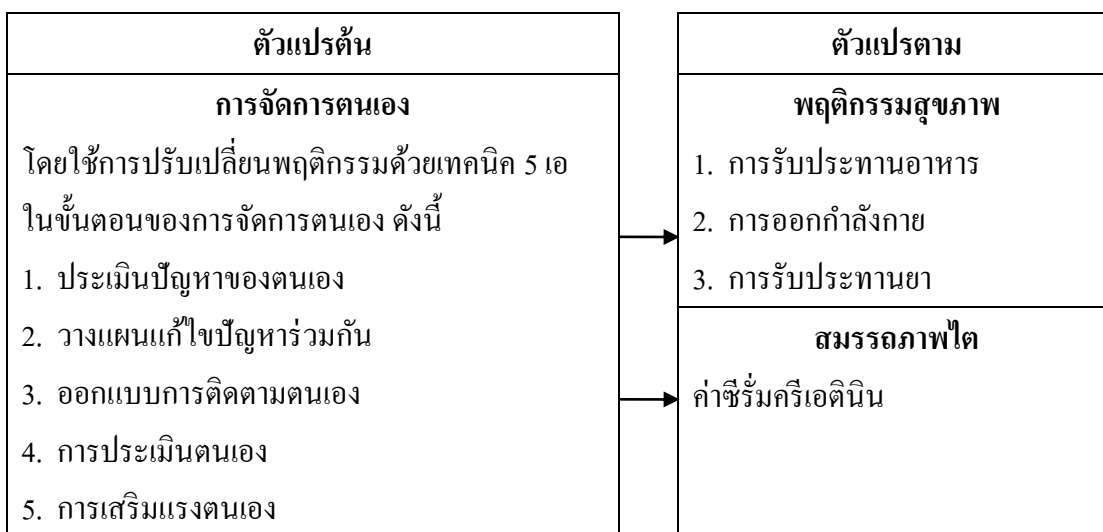 ตัวแปรต้น
การจัดการตนเอง
โดยใช้การปรับเปลี่ยนพฤติกรรมด้วยเทคนิค 5 เอ
ในขั้นตอนของการจัดการตนเอง ดังนี้
1. ประเมินปัญหาของตนเอง
2. วางแผนแก้ไขปัญหาร่วมกัน
3. ออกแบบการติดตามตนเอง
4. การประเมินตนเอง
5. การเสริมแรงตนเอง
ตัวแปรตาม
พฤติกรรมสุขภาพ
1. การรับประทานอาหาร
2. การออกกำลังกาย
3. การรับประทานยา
สมรรถภาพไต
ค่าซีรั่มครีเอตินิน